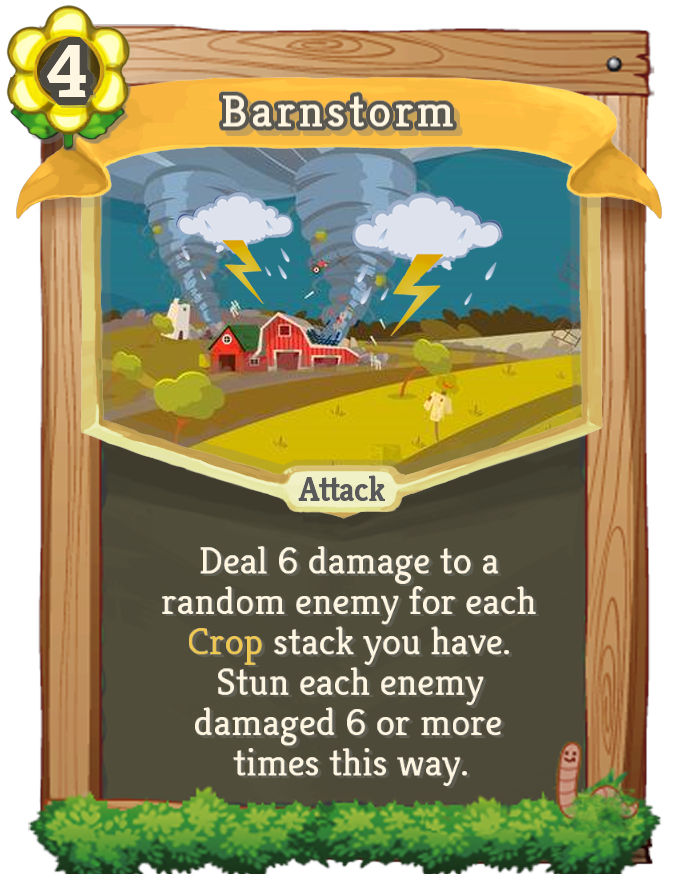 4
Barnstorm
Attack
Deal 6 damage to a
random enemy for each
Crop stack you have.
Stun each enemy
damaged 6 or more
times this way.